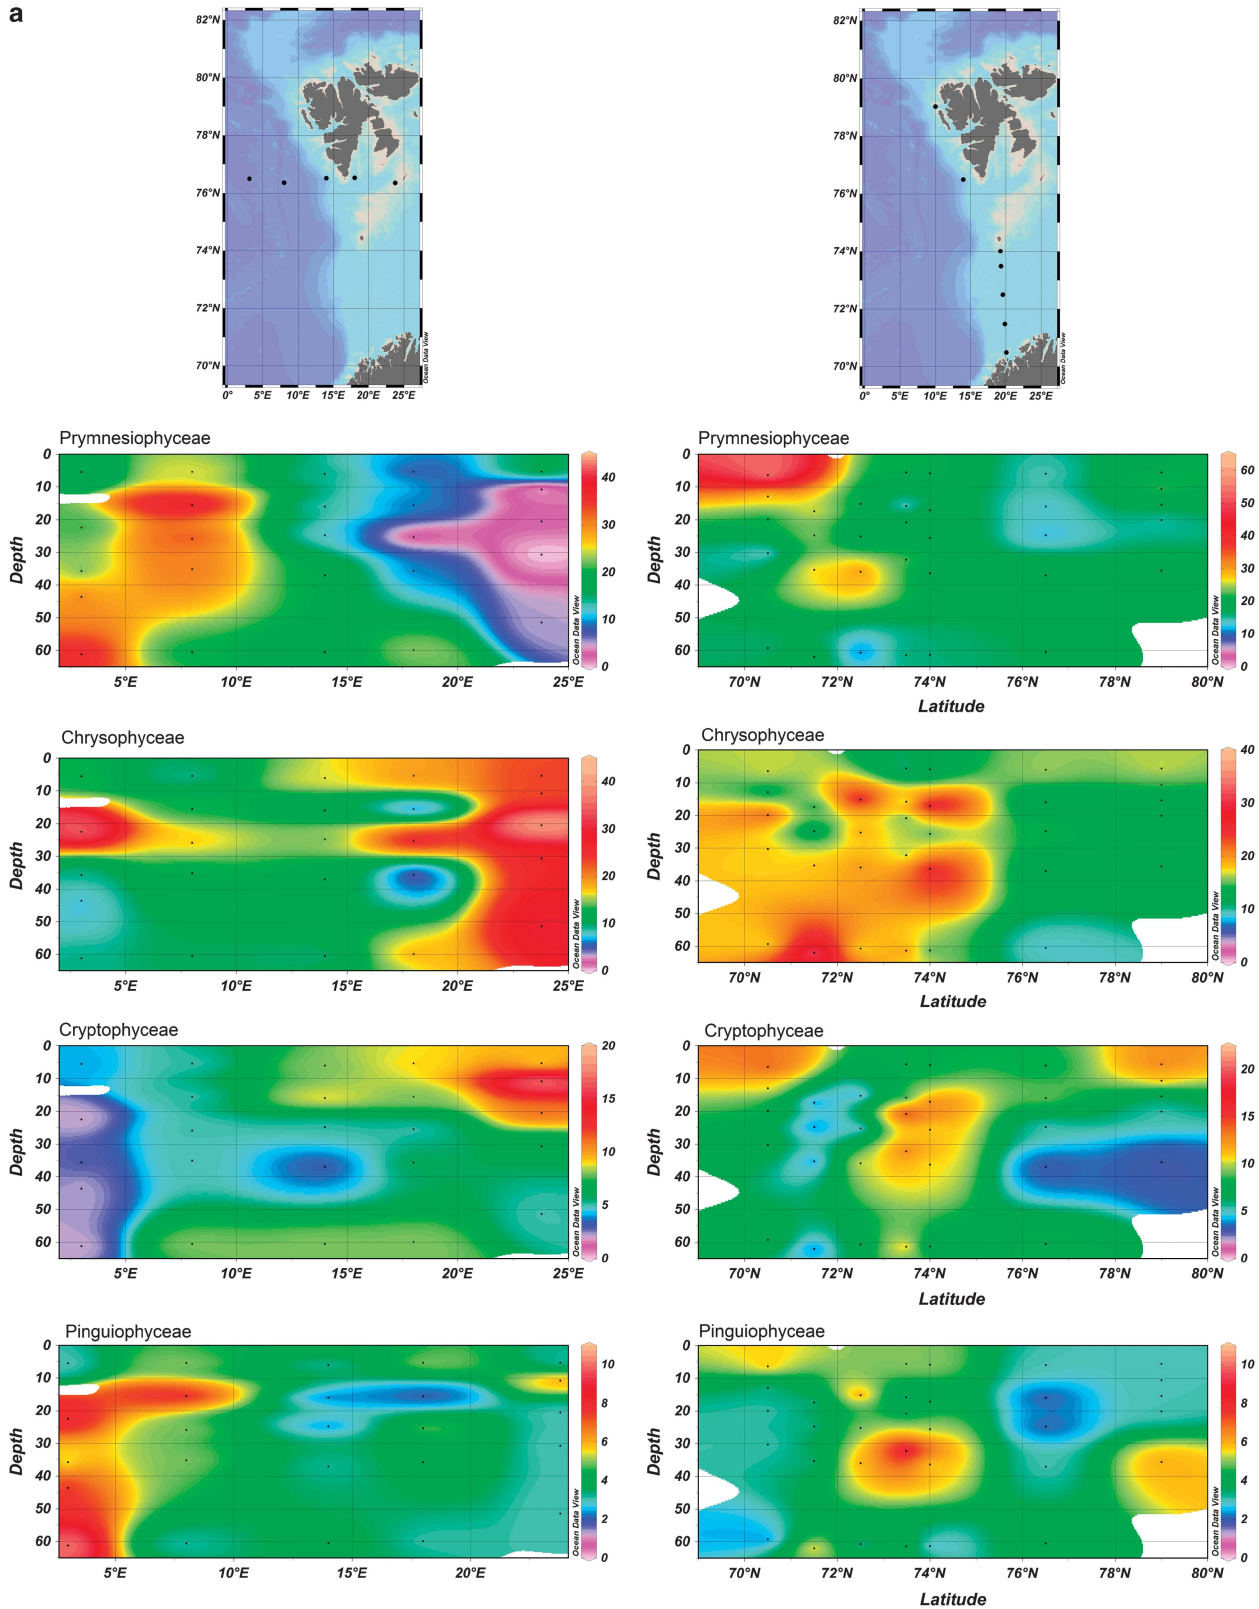 a
82°N
80°N
78°N
76°N
74°N
72°N
70°N
0° 5°E 10°E 15°E 20°E 25°E
Ocean Data View
82°N
80°N
78°N
76°N
74°N
72°N
70°N
0° 5°E 10°E 15°E 20°E 25°E
Ocean Data View
Prymnesiophyceae
Depth
0
10
20
30
40
50
60
5°E 10°E 15°E 20°E 25°E
Ocean Data View
40
30
20
10
0
Prymnesiophyceae
Depth
0
10
20
30
40
50
60
70°N 72°N 74°N 76°N 78°N 80°N
Latitude
Ocean Data View
60
50
40
30
20
10
0
Chrysophyceae
Depth
0
10
20
30
40
50
60
5°E 10°E 15°E 20°E 25°E
Ocean Data View
40
30
20
10
0
Chrysophyceae
Depth
0
10
20
30
40
50
60
70°N 72°N 74°N 76°N 78°N 80°N
Latitude
Ocean Data View
40
30
20
10
0
Cryptophyceae
Depth
0
10
20
30
40
50
60
5°E 10°E 15°E 20°E 25°E
Ocean Data View
20
15
10
5
0
Cryptophyceae
Depth
0
10
20
30
40
50
60
70°N 72°N 74°N 76°N 78°N 80°N
Latitude
Ocean Data View
20
15
10
5
0
Pinguiophyceae
Depth
0
10
20
30
40
50
60
5°E 10°E 15°E 20°E
Ocean Data View
10
8
6
4
2
0
Pinguiophyceae
Depth
0
10
20
30
40
50
60
70°N 72°N 74°N 76°N 78°N 80°N
Latitude
Ocean Data View
10
8
6
4
2
0